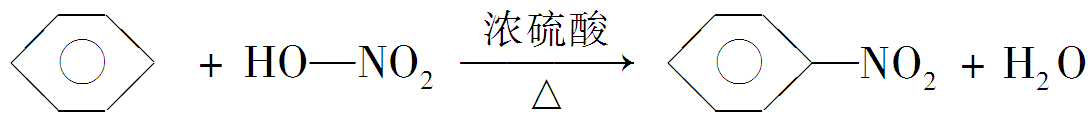 + HO—NO₂ 浓硫酸 △ —NO₂ + H₂O